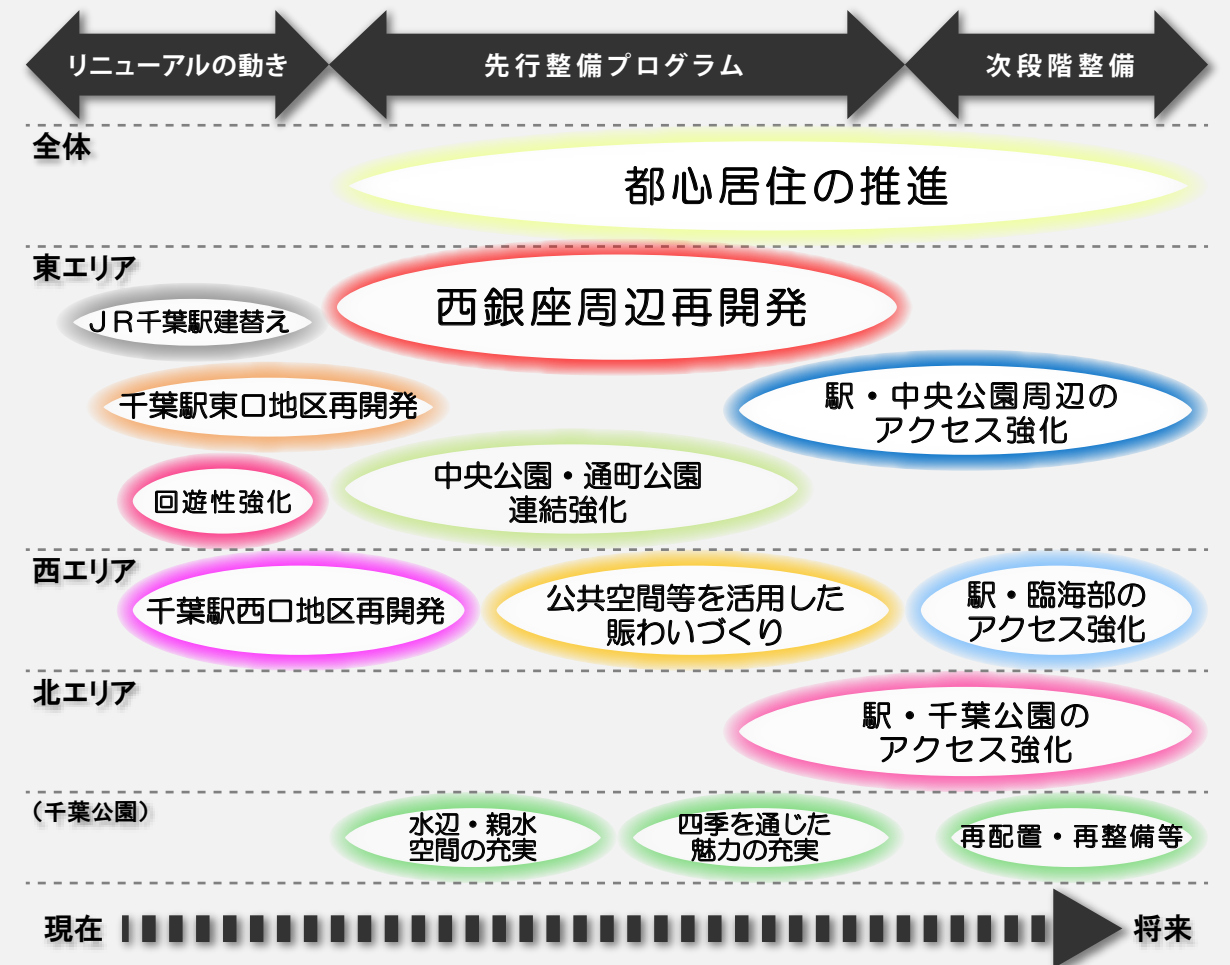 リニューアルの動き
先行整備プログラム
次段階整備
全体
都心居住の推進
東エリア
西銀座周辺再開発
JR千葉駅建替え
千葉駅東口地区再開発
駅・中央公園周辺の
アクセス強化
中央公園・通町公園
連結強化
回遊性強化
西エリア
千葉駅西口地区再開発
公共空間等を活用した
賑わいづくり
駅・臨海部の
アクセス強化
北エリア
駅・千葉公園の
アクセス強化
（千葉公園）
水辺・親水
空間の充実
四季を通じた
魅力の充実
再配置・再整備等
現在
将来